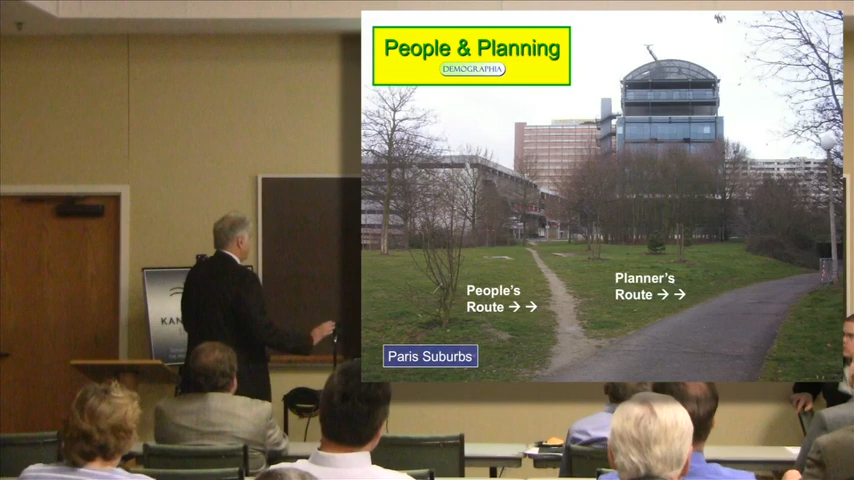 People & Planning
DEMOGRAPHIA
People's
Route → →
Planner's
Route → →
Paris Suburbs
KAN